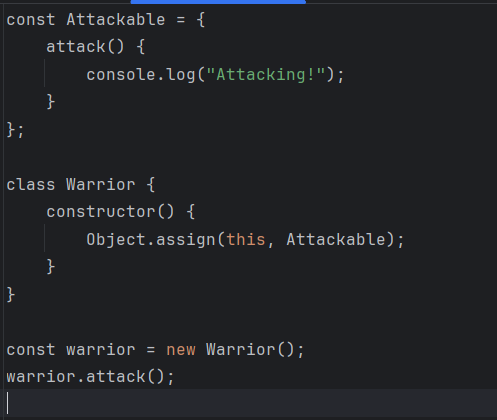 const Attackable = {
    attack() {
        console.log("Attacking!");
    }
};

class Warrior {
    constructor() {
        Object.assign(this, Attackable);
    }
}

const warrior = new Warrior();
warrior.attack();